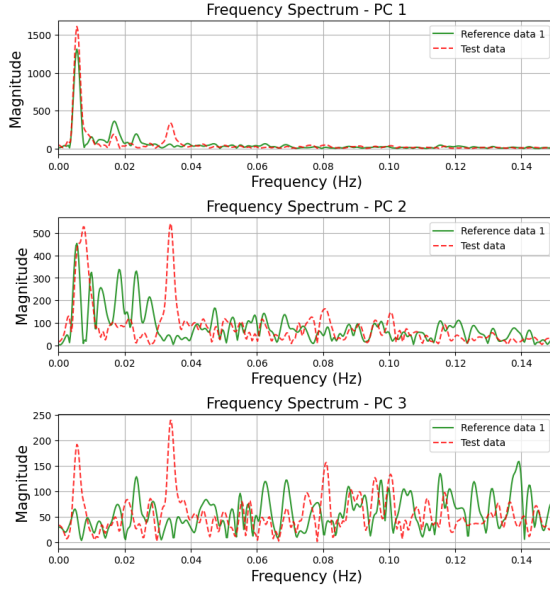 Frequency Spectrum - PC 1
Magnitude
1500
1000
500
0
Reference data 1
Test data
0.00 0.02 0.04 0.06 0.08 0.10 0.12 0.14
Frequency (Hz)
Frequency Spectrum - PC 2
Magnitude
500
400
300
200
100
0
Reference data 1
Test data
0.00 0.02 0.04 0.06 0.08 0.10 0.12 0.14
Frequency (Hz)
Frequency Spectrum - PC 3
Magnitude
250
200
150
100
50
0
Reference data 1
Test data
0.00 0.02 0.04 0.06 0.08 0.10 0.12 0.14
Frequency (Hz)